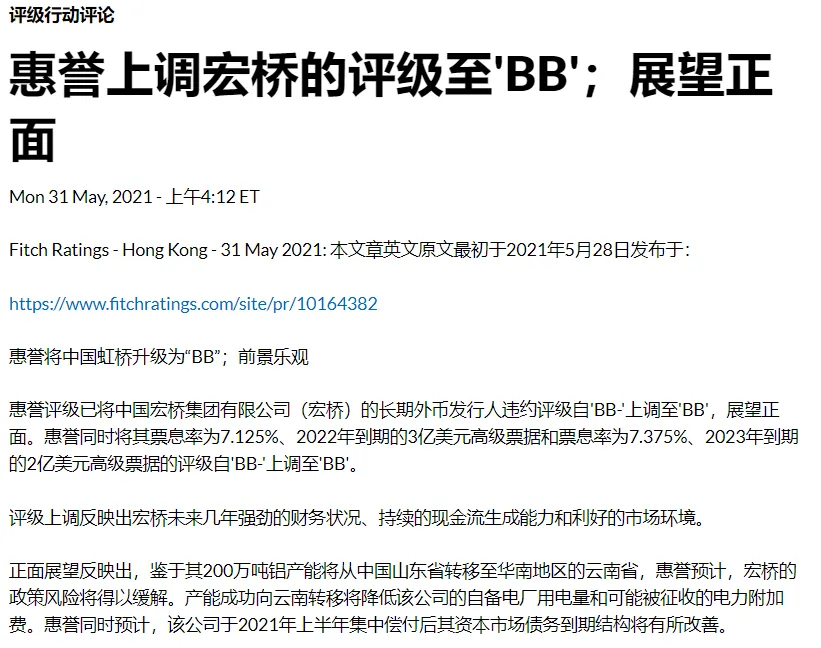 评级行动评论
惠誉上调宏桥的评级至'BB'；展望正
面
Mon 31 May, 2021 - 上午4:12 ET
Fitch Ratings - Hong Kong - 31 May 2021: 本文章英文原文最初于2021年5月28日发布于：
https://www.fitchratings.com/site/pr/10164382
惠誉将中国虹桥升级为“BB”；前景乐观
惠誉评级已将中国宏桥集团有限公司（宏桥）的长期外币发行人违约评级自'BB-'上调至'BB'，展望正
面。惠誉同时将其票息率为7.125%、2022年到期的3亿美元高级票据和票息率为7.375%、2023年到期
的2亿美元高级票据的评级自'BB-'上调至'BB'。
评级上调反映出宏桥未来几年强劲的财务状况、持续的现金流生成能力和利好的市场环境。
正面展望反映出，鉴于其200万吨铝产能将从中国山东省转移至华南地区的云南省，惠誉预计，宏桥的
政策风险将得以缓解。产能成功向云南转移将降低该公司的自备电厂用电量和可能被征收的电力附加
费。惠誉同时预计，该公司于2021年上半年集中偿付后其资本市场债务到期结构将有所改善。